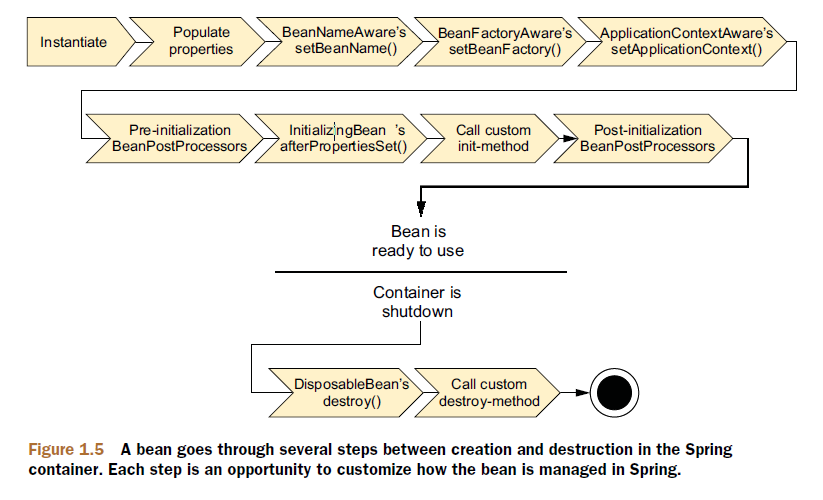 Instantiate
Populate
properties
BeanNameAware's
setBeanName()
BeanFactoryAware's
setBeanFactory()
ApplicationContextAware's
setApplicationContext()
Pre-initialization
BeanPostProcessors
InitializingBean 's
afterPropertiesSet()
Call custom
init-method
Post-initialization
BeanPostProcessors
Bean is
ready to use
Container is
shutdown
DisposableBean's
destroy()
Call custom
destroy-method
Figure 1.5 A bean goes through several steps between creation and destruction in the Spring
container. Each step is an opportunity to customize how the bean is managed in Spring.